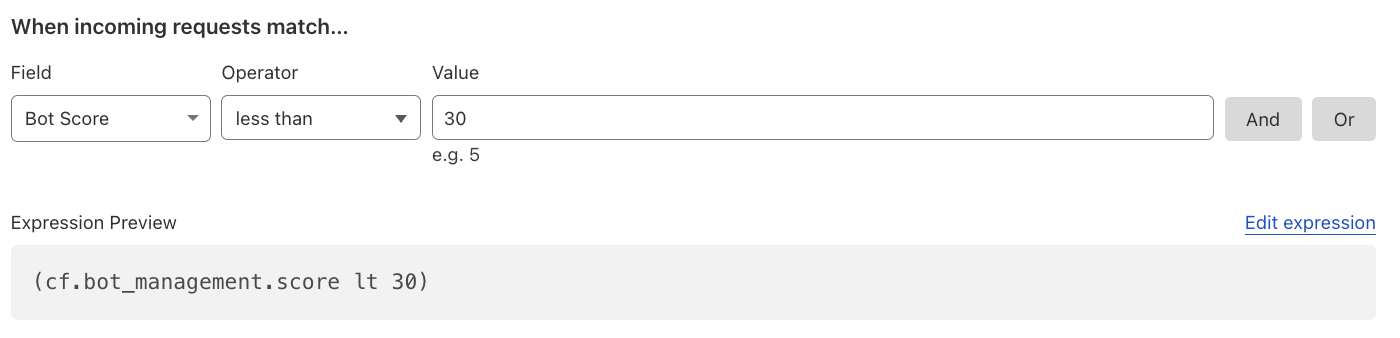 When incoming requests match...
Field Operator Value
Bot Score less than 30 And Or
e.g. 5
Expression Preview Edit expression
(cf.bot_management.score lt 30)